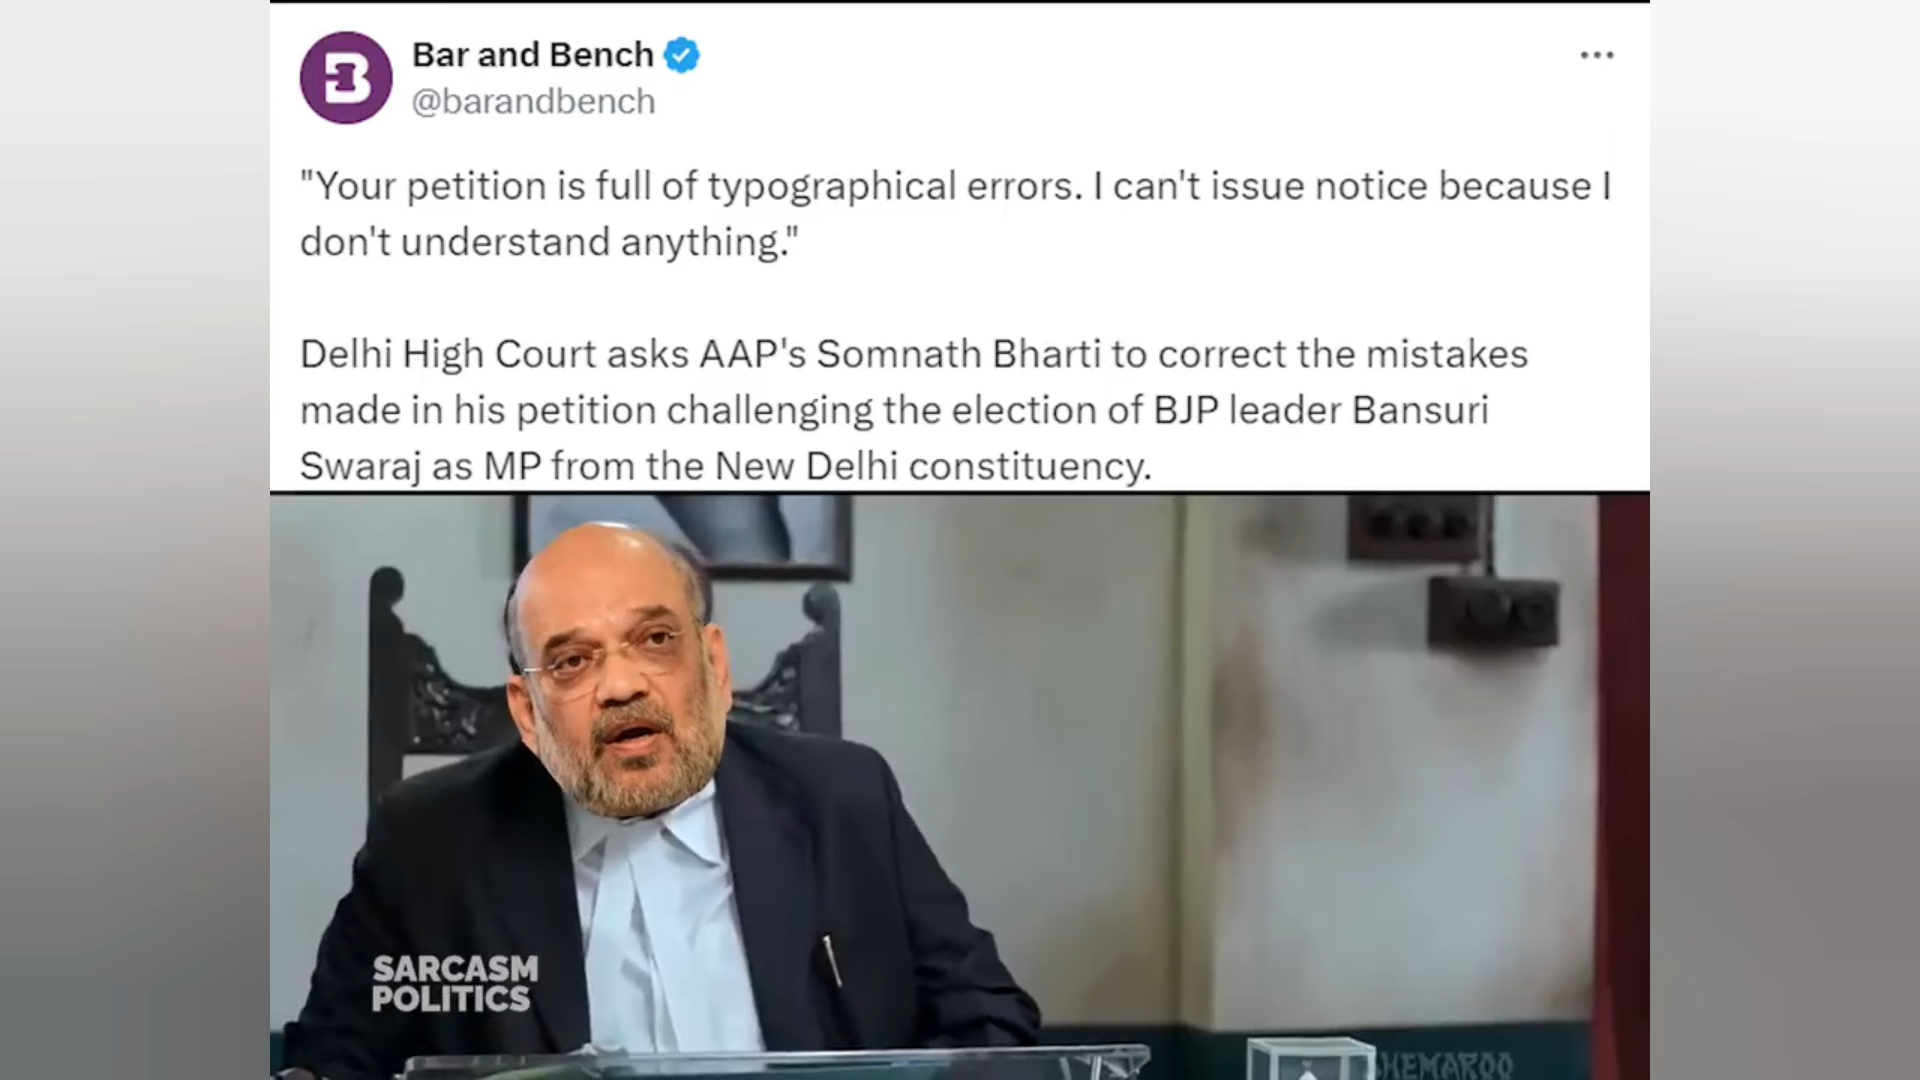 Bar and Bench
@barandbench
"Your petition is full of typographical errors. I can't issue notice because I
don't understand anything."
Delhi High Court asks AAP's Somnath Bharti to correct the mistakes
made in his petition challenging the election of BJP leader Bansuri
Swaraj as MP from the New Delhi constituency.
SARCASM
POLITICS
SHEMAROO